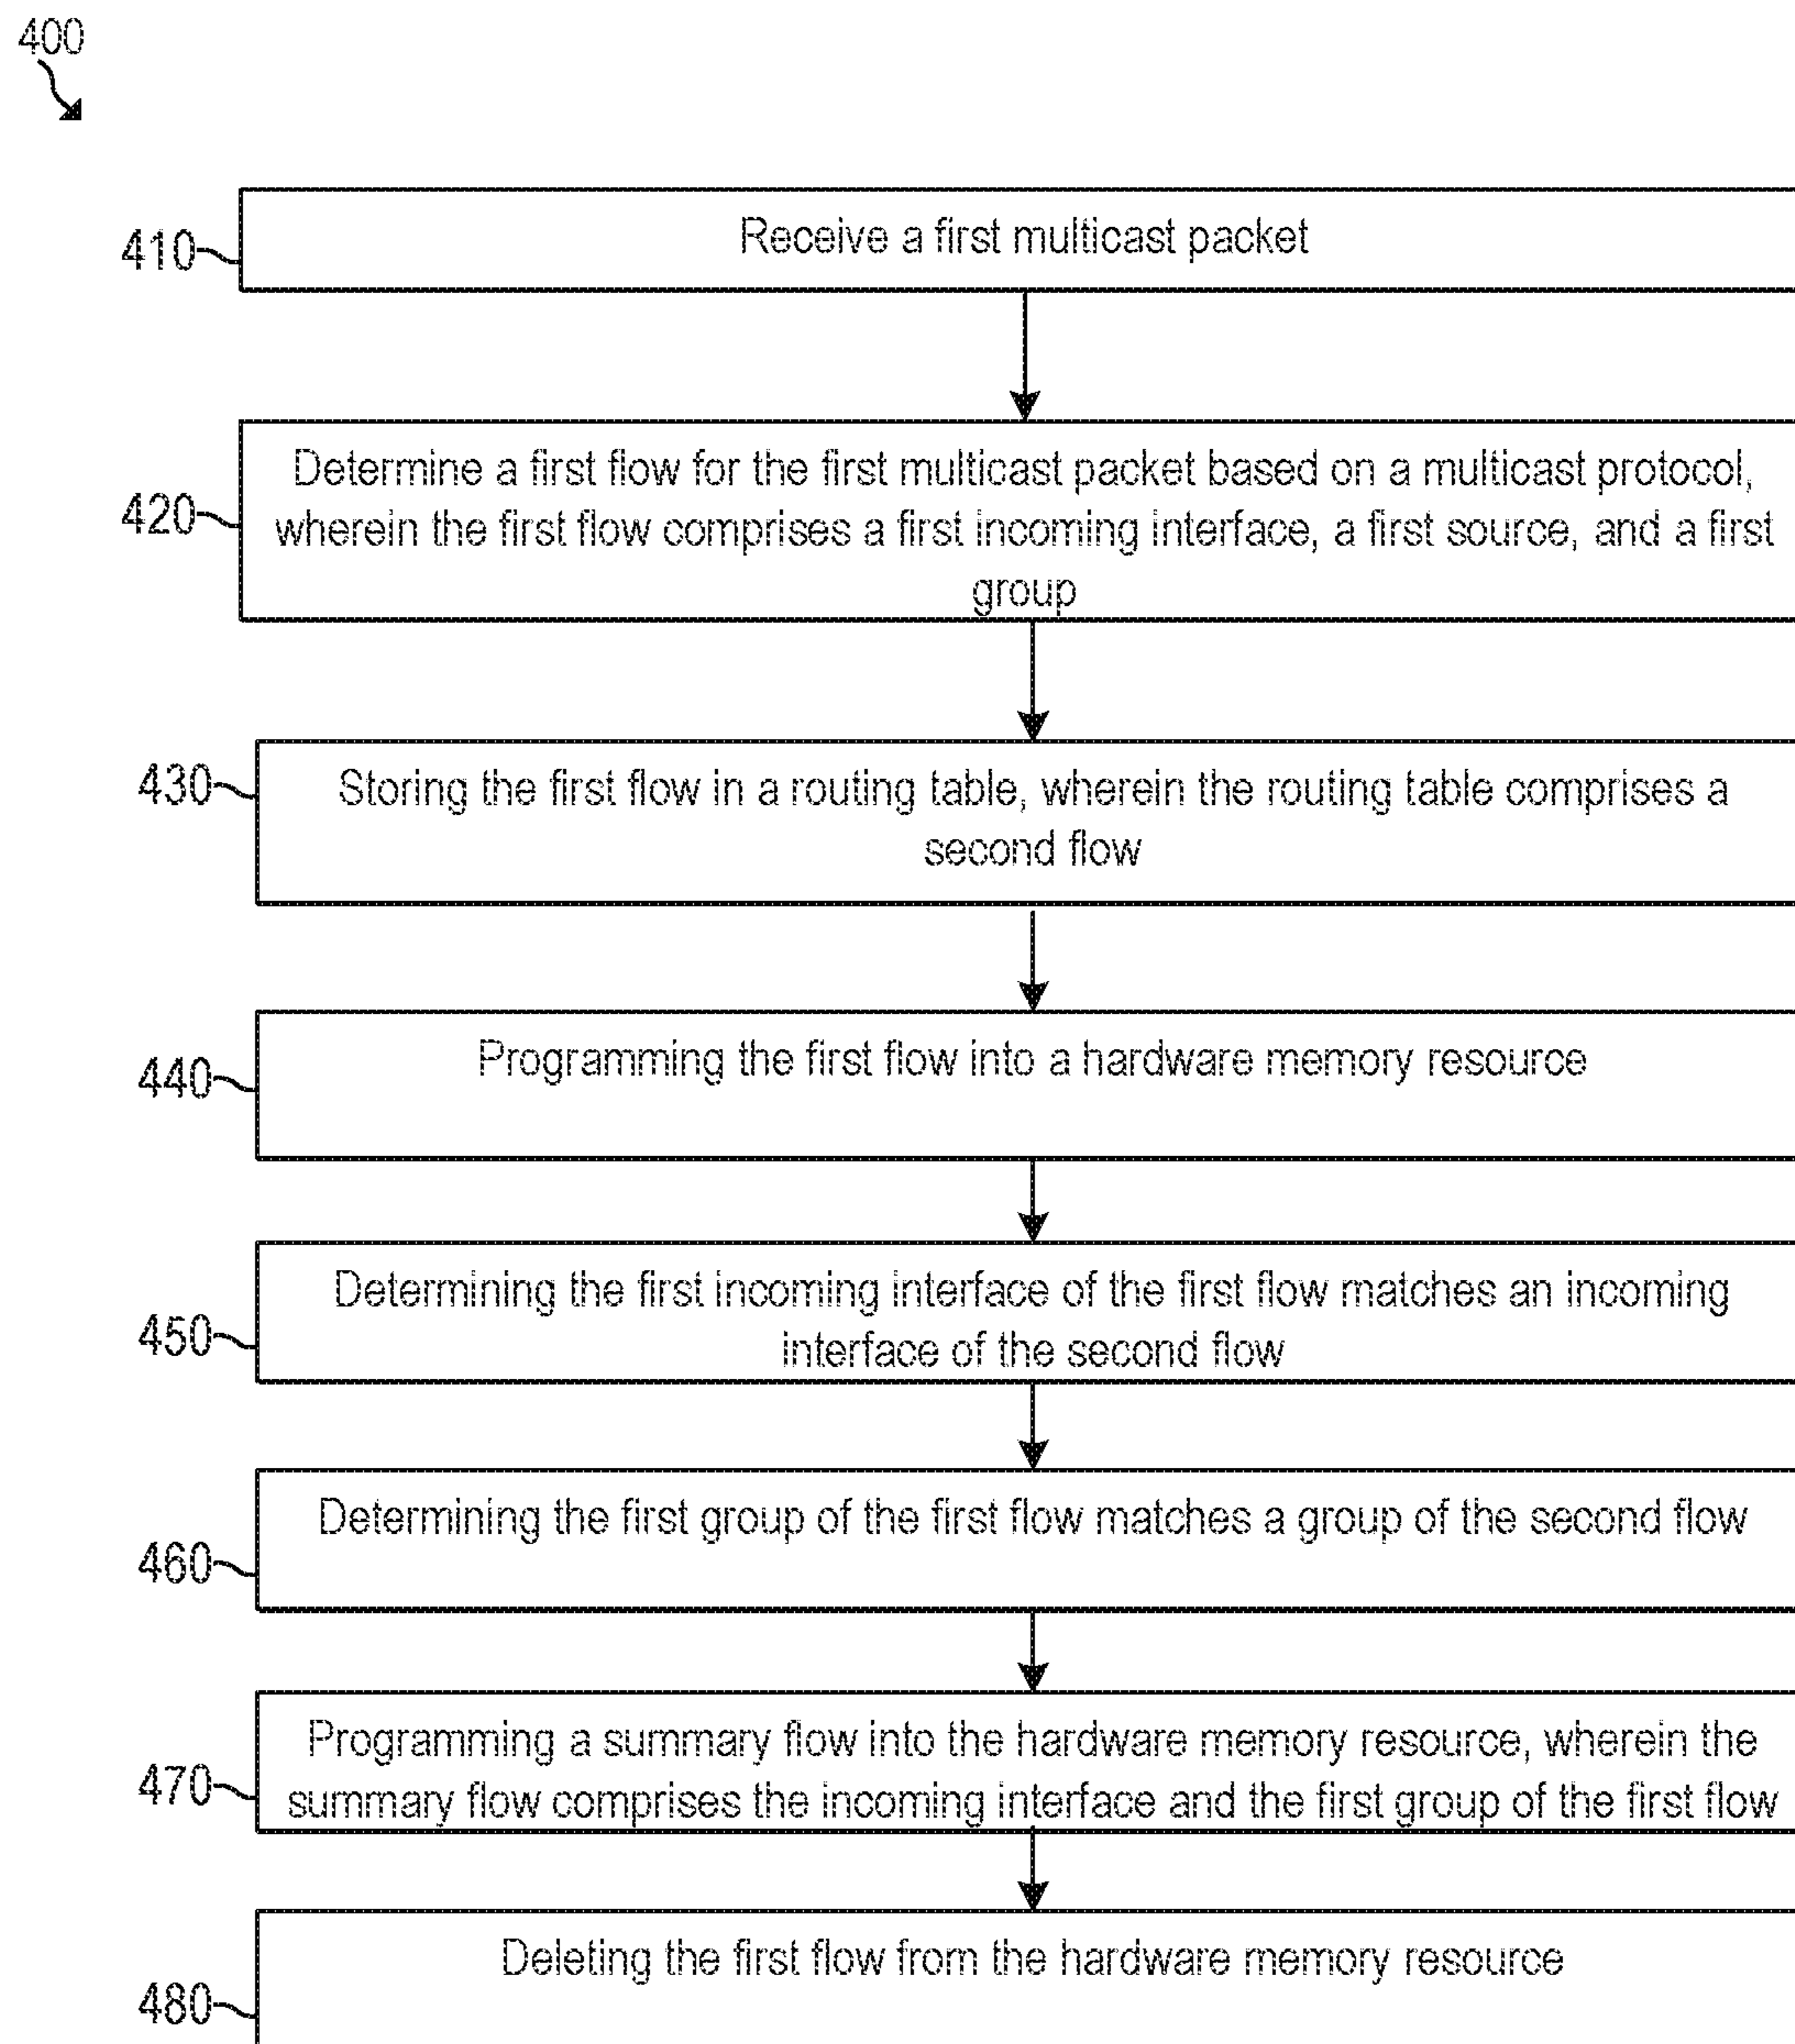 400
410
Receive a first multicast packet
420
Determine a first flow for the first multicast packet based on a multicast protocol,
wherein the first flow comprises a first incoming interface, a first source, and a first
group
430
Storing the first flow in a routing table, wherein the routing table comprises a
second flow
440
Programming the first flow into a hardware memory resource
450
Determining the first incoming interface of the first flow matches an incoming
interface of the second flow
460
Determining the first group of the first flow matches a group of the second flow
470
Programming a summary flow into the hardware memory resource, wherein the
summary flow comprises the incoming interface and the first group of the first flow
480
Deleting the first flow from the hardware memory resource